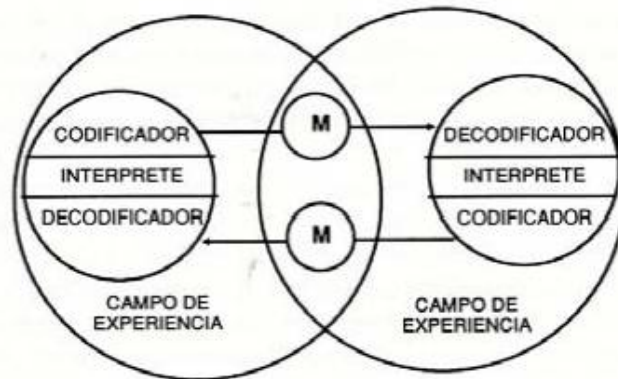 CODIFICADOR
INTERPRETE
DECODIFICADOR
M
M
DECODIFICADOR
INTERPRETE
CODIFICADOR
CAMPO DE
EXPERIENCIA
CAMPO DE
EXPERIENCIA